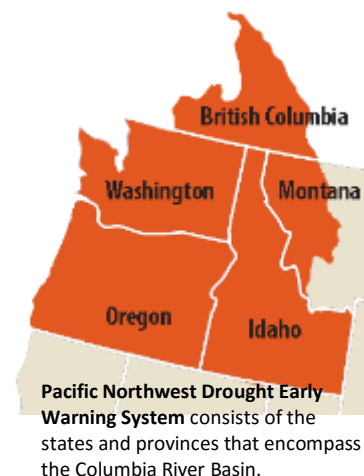 British Columbia
Washington
Montana
Oregon
Idaho
Pacific Northwest Drought Early
Warning System consists of the
states and provinces that encompass
the Columbia River Basin.